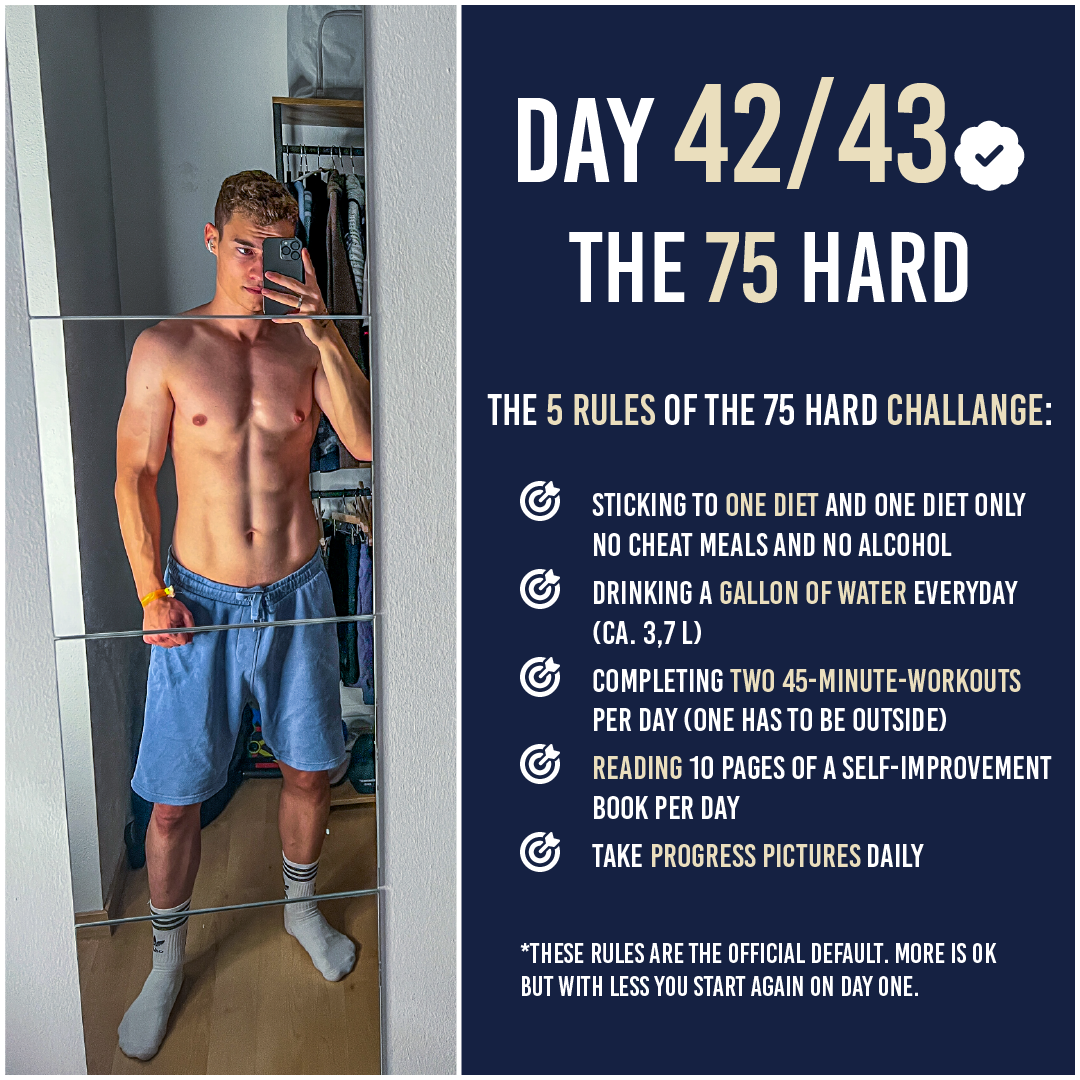 DAY 42/43
THE 75 HARD
THE 5 RULES OF THE 75 HARD CHALLANGE:
STICKING TO ONE DIET AND ONE DIET ONLY
NO CHEAT MEALS AND NO ALCOHOL
DRINKING A GALLON OF WATER EVERYDAY
(CA. 3,7 L)
COMPLETING TWO 45-MINUTE-WORKOUTS
PER DAY (ONE HAS TO BE OUTSIDE)
READING 10 PAGES OF A SELF-IMPROVEMENT
BOOK PER DAY
TAKE PROGRESS PICTURES DAILY
*THESE RULES ARE THE OFFICIAL DEFAULT. MORE IS OK
BUT WITH LESS YOU START AGAIN ON DAY ONE.